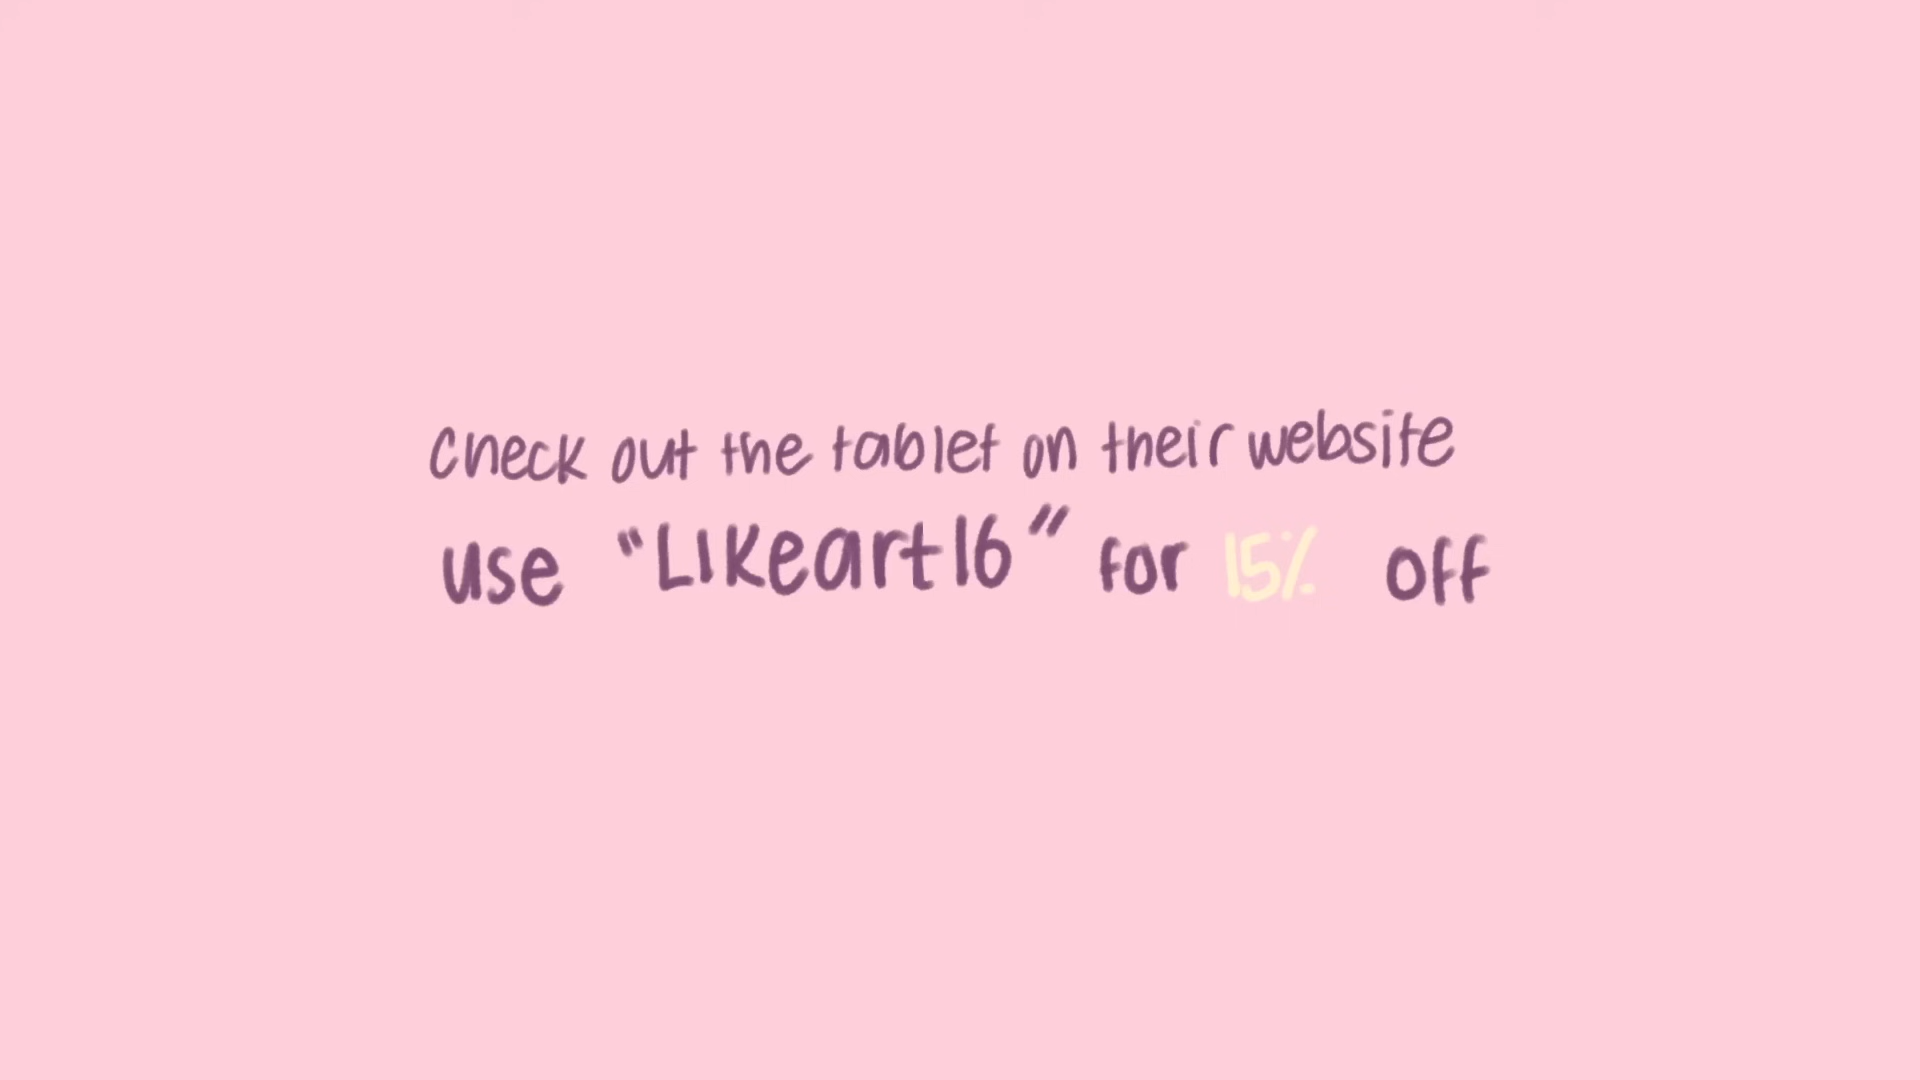 Check out the tablet on their website
use "Likeart16" for 15% off